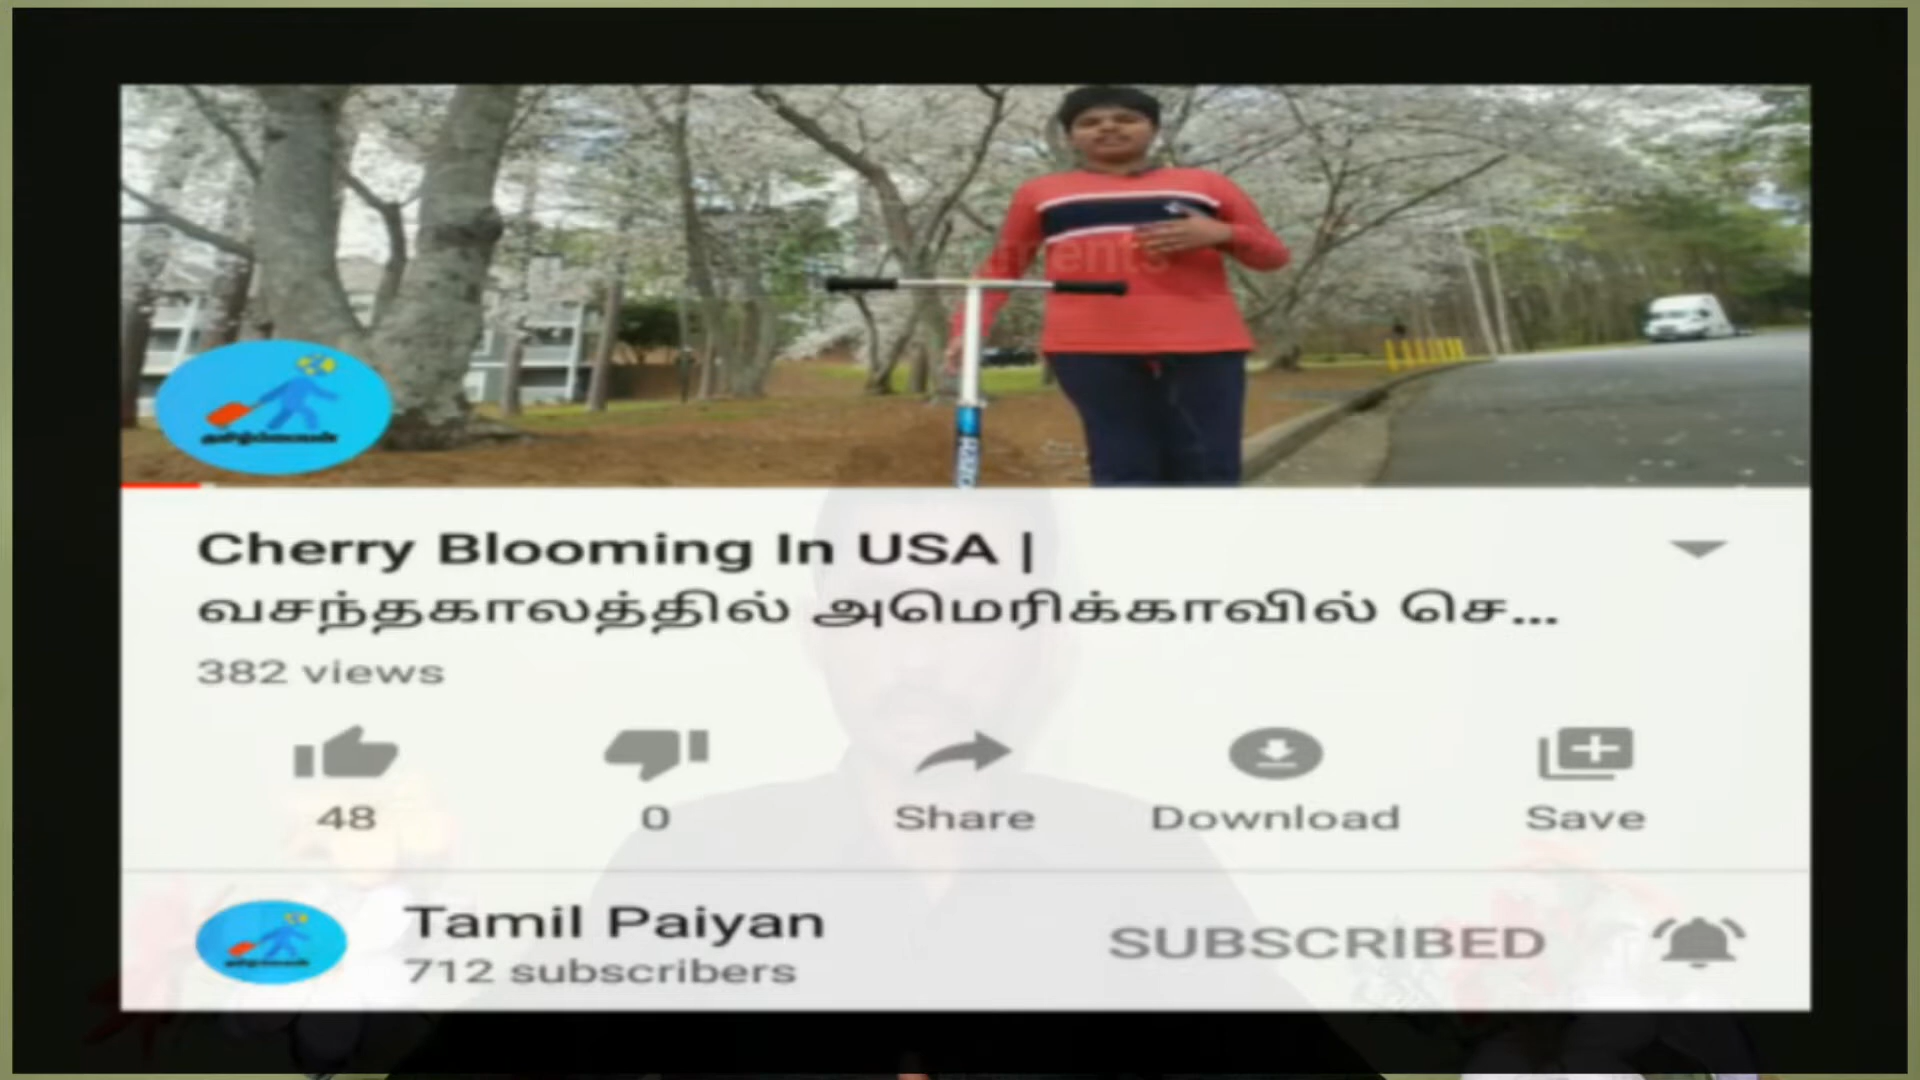 RAZOR
Cherry Blooming In USA |
வசந்தகாலத்தில் அமெரிக்காவில் செ...
382 views
48
0
Share
Download
Save
Tamil Paiyan
712 subscribers
SUBSCRIBED